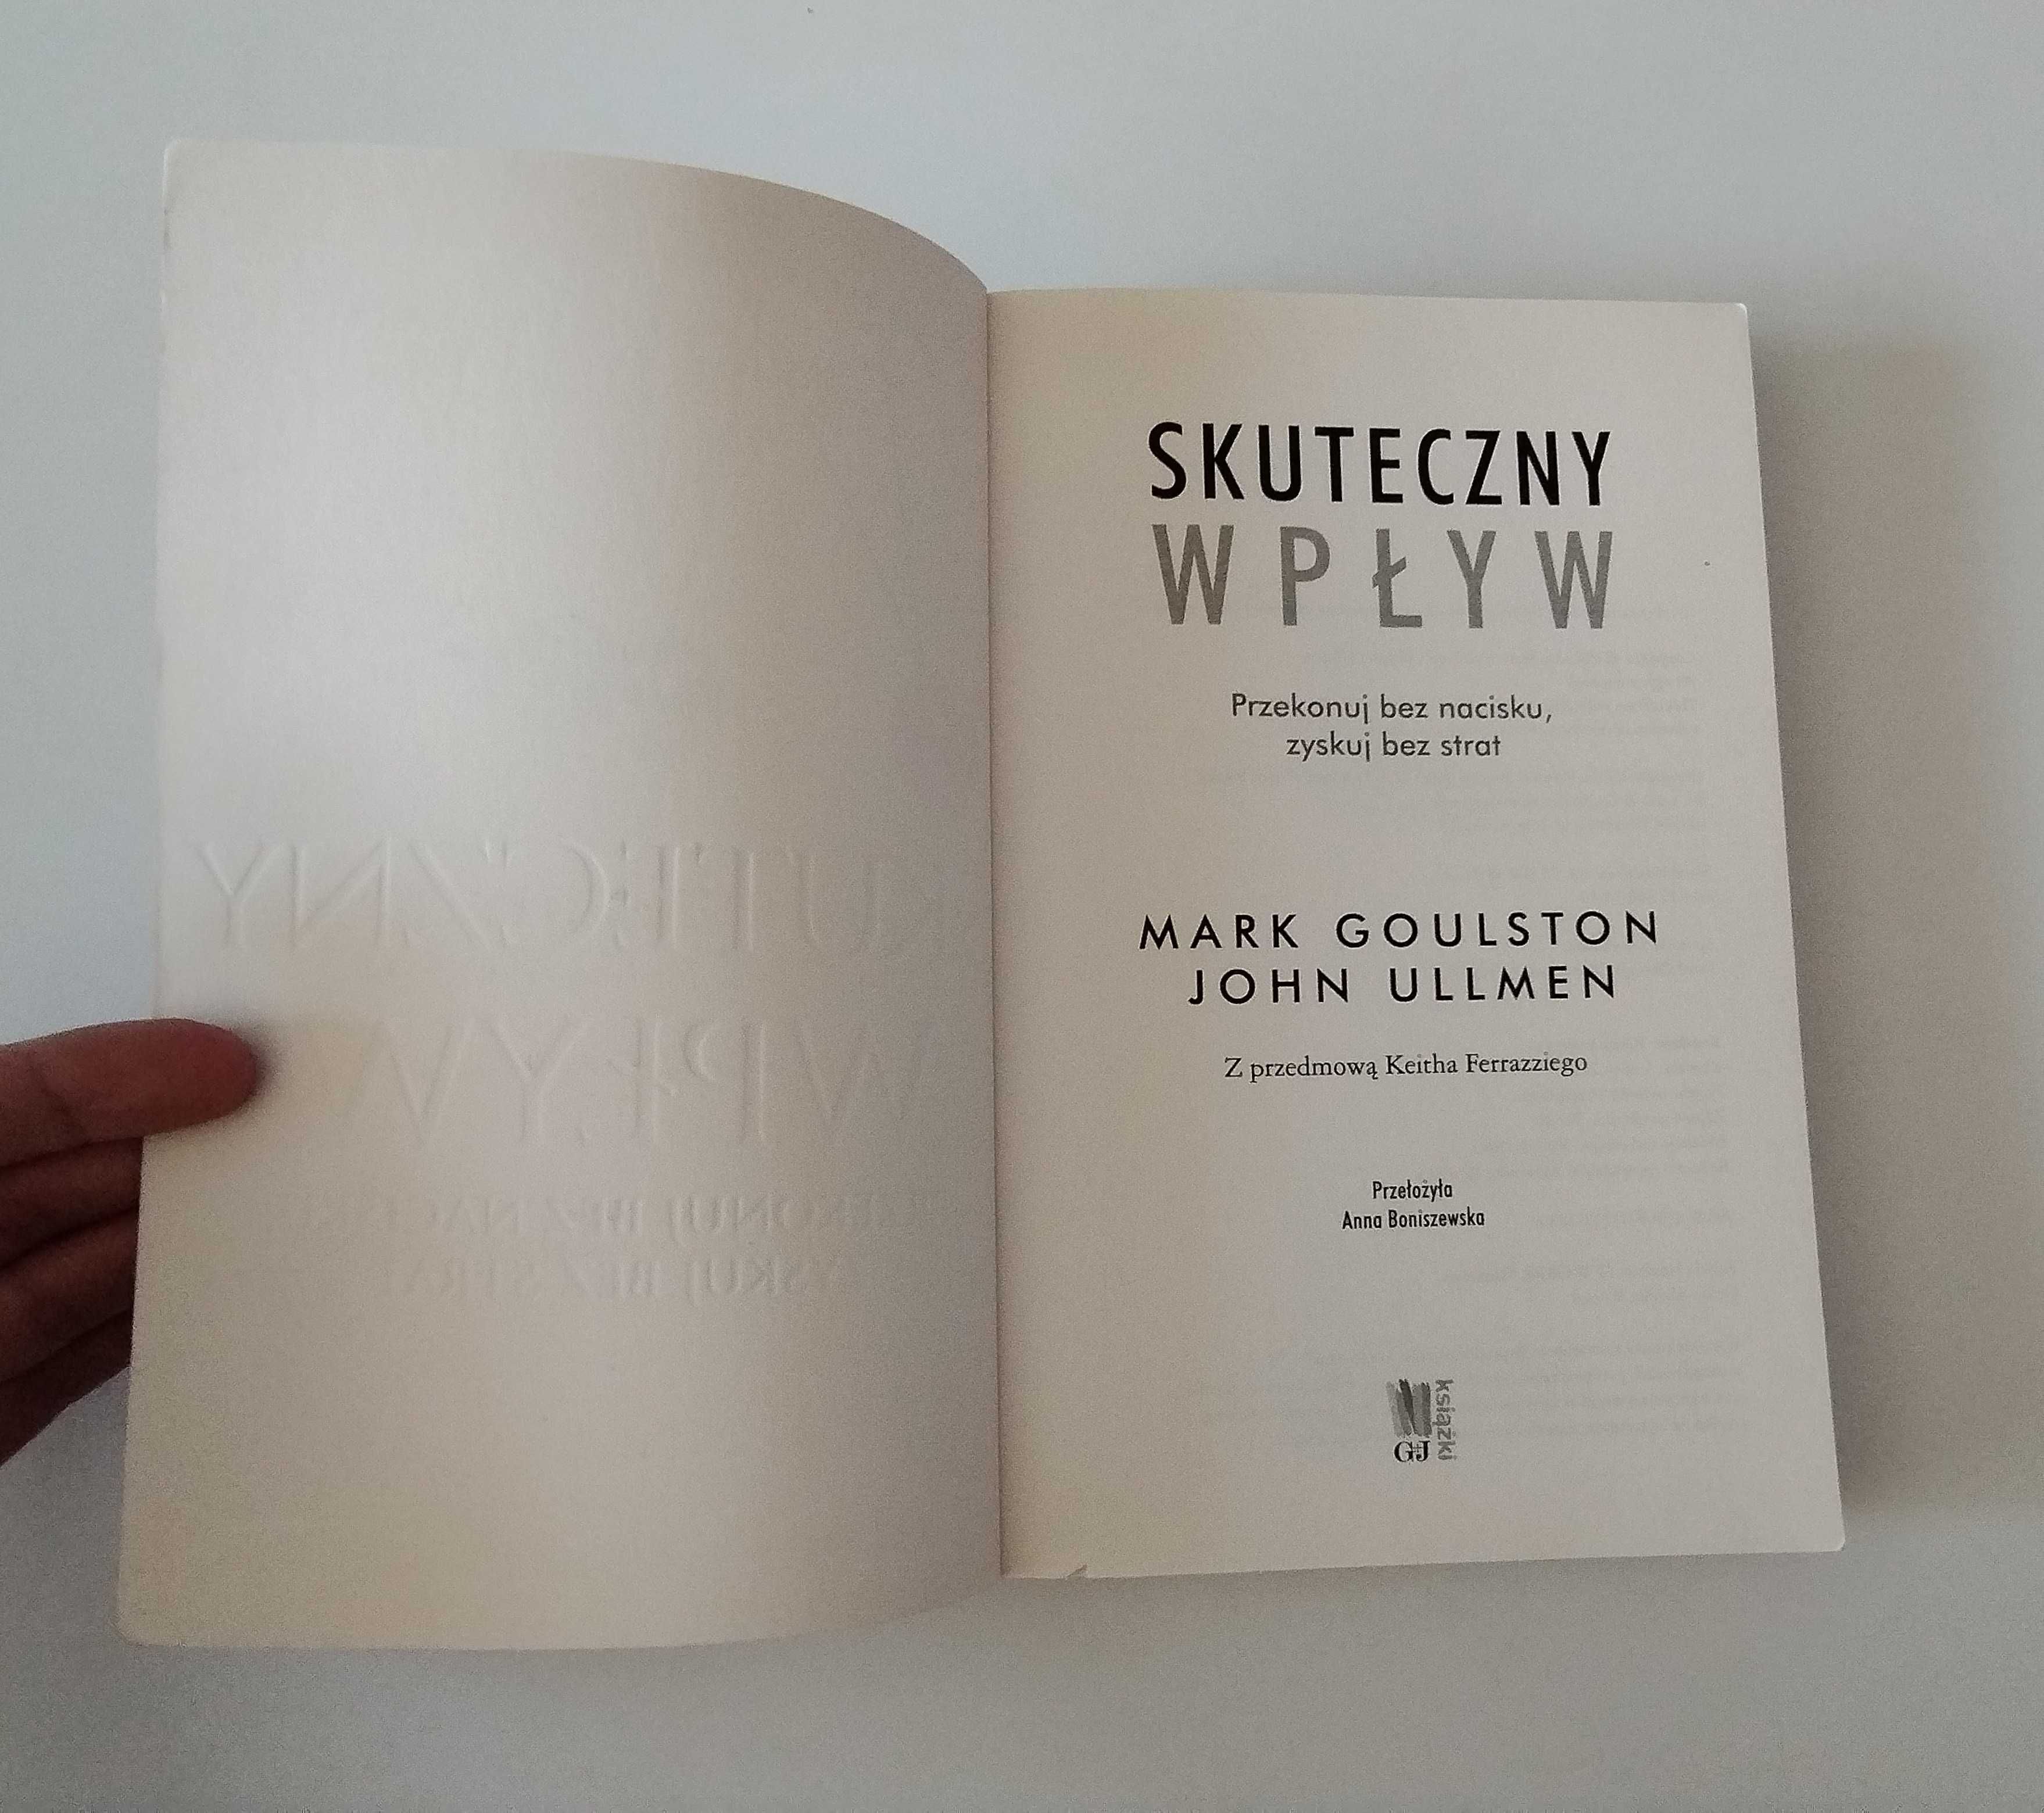 SKUTECZNY
WPŁYW
Przekonuj bez nacisku,
zyskuj bez strat
MARK GOULSTON
JOHN ULLMEN
Z przedmową Keitha Ferrazziego
Przełożyła
Anna Boniszewska
książki
G+J